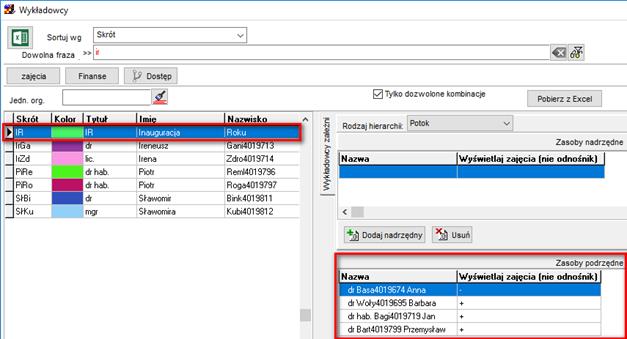 Wykładowcy
Sortuj wg Skrót
Dowolna fraza >> ir
zajęcia Finanse Dostęp
Jedn. org.
Tylko dozwolone kombinacje Pobierz z Excel
Skrót Kolor Tytuł Imię Nazwisko
IR IR Inauguracja Roku
IrGa dr Ireneusz Gani4019713
IrZd lic. Irena Zdro4019714
PiRe dr hab. Piotr Reml4019796
PiRo dr hab. Piotr Roga4019797
SłBi dr Sławomir Bink4019811
SłKu mgr Sławomira Kubi4019812
Wykładowcy zależni
Rodzaj hierarchii: Potok
Zasoby nadrzędne
Nazwa Wyświetlaj zajęcia (nie odnośnik)
Dodaj nadrzędny Usuń
Zasoby podrzędne
Nazwa Wyświetlaj zajęcia (nie odnośnik)
dr Basa4019674 Anna -
dr Woły4019695 Barbara +
dr hab. Bagi4019719 Jan +
dr Bart4019799 Przemysław +